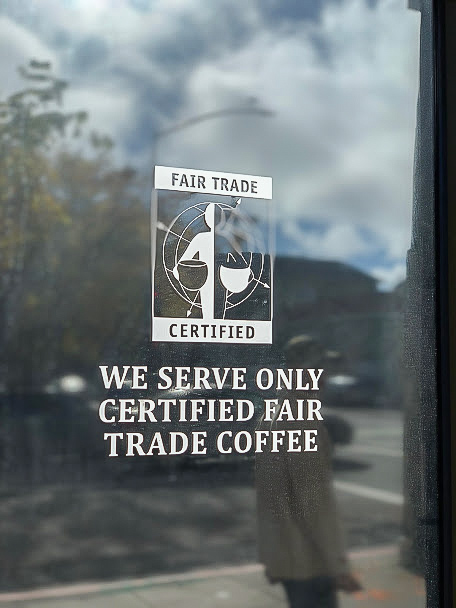 FAIR TRADE
CERTIFIED
WE SERVE ONLY
CERTIFIED FAIR
TRADE COFFEE